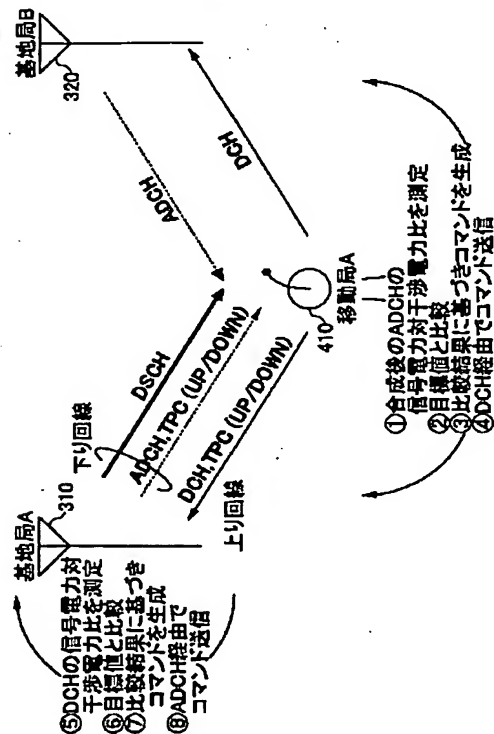 基地局A
310
基地局B
320
下り回線
DSCH
ADCH,TPC (UP/DOWN)
DCH,TPC (UP/DOWN)
上り回線
ADCH
DCH
410
移動局A
⑤DCHの信号電力対
干渉電力比を測定
⑥目標値と比較
⑦比較結果に基づき
コマンドを生成
⑧ADCH経由で
コマンド送信
①合成後のADCHの
信号電力対干渉電力比を測定
②目標値と比較
③比較結果に基づきコマンドを生成
④DCH経由でコマンド送信